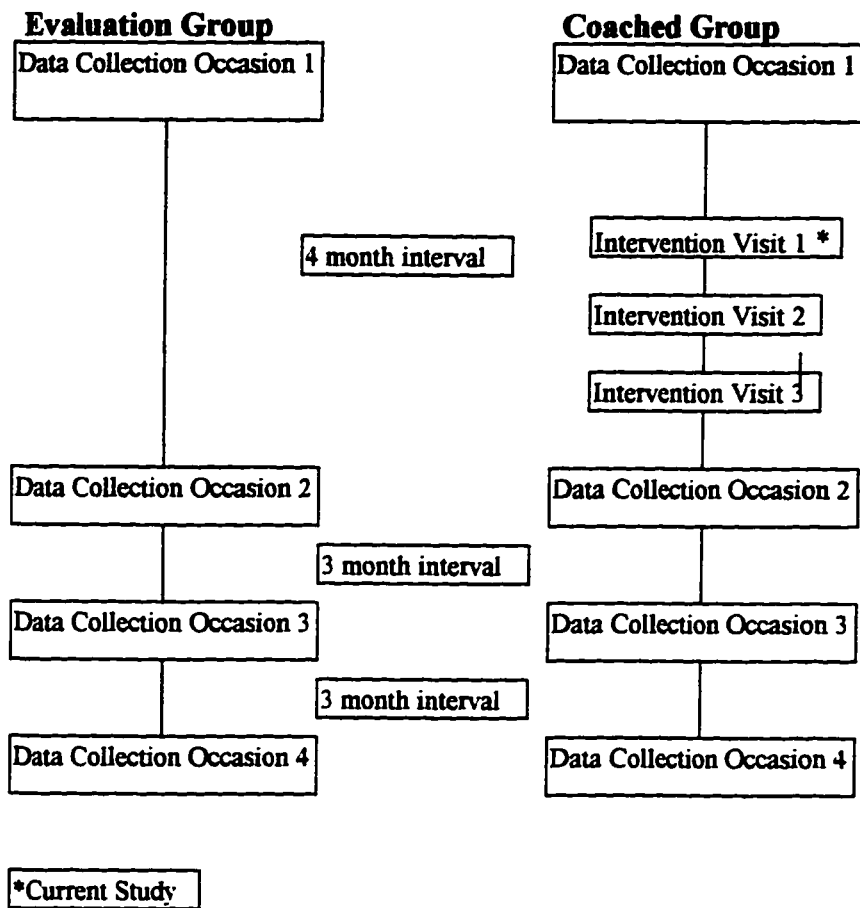 Evaluation Group
Coached Group
Data Collection Occasion 1
Data Collection Occasion 1
4 month interval
Intervention Visit 1 *
Intervention Visit 2
Intervention Visit 3
Data Collection Occasion 2
Data Collection Occasion 2
3 month interval
Data Collection Occasion 3
Data Collection Occasion 3
3 month interval
Data Collection Occasion 4
Data Collection Occasion 4
*Current Study